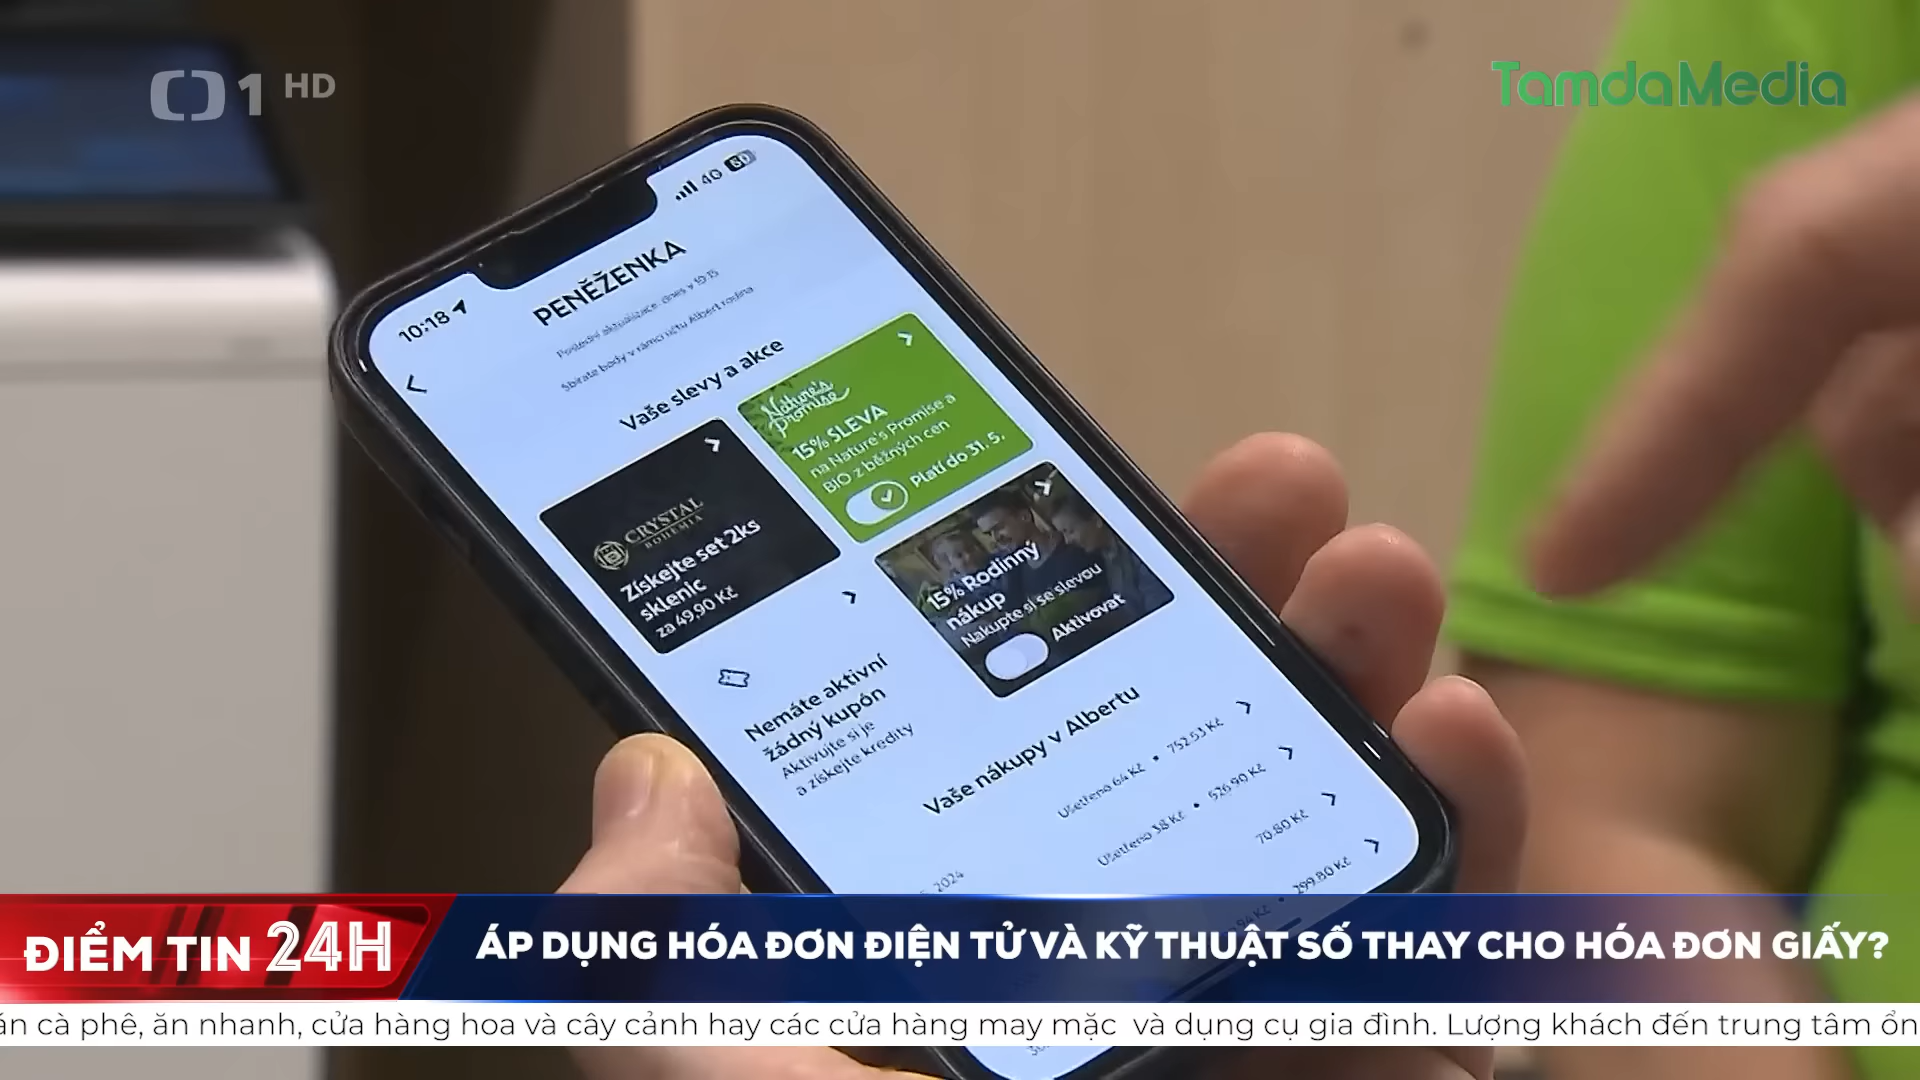 1 HD
TamdaMedia
10:18
4G 50
PENĚŽENKA
Poslední aktualizace: dnes v 10:15
Sbíráte body v rámci účtu Albert rodina
Vaše slevy a akce
CRYSTAL
BOHEMIA
Získejte set 2ks
sklenic
za 49,90 Kč
Nature's
Promise
15% SLEVA
na Nature's Promise a
BIO z běžných cen
Platí do 31. 5.
15% Rodinný
nákup
Nakupte si se slevou
Aktivovat
Nemáte aktivní
žádný kupón
Aktivujte si je
a získejte kredity
Vaše nákupy v Albertu
Ušetřeno 64 Kč • 752.53 Kč
Ušetřeno 38 Kč • 526.90 Kč
70.80 Kč
299.80 Kč
2024
ĐIỂM TIN 24H
ÁP DỤNG HÓA ĐƠN ĐIỆN TỬ VÀ KỸ THUẬT SỐ THAY CHO HÓA ĐƠN GIẤY?
án cà phê, ăn nhanh, cửa hàng hoa và cây cảnh hay các cửa hàng may mặc và dụng cụ gia đình. Lượng khách đến trung tâm ổn